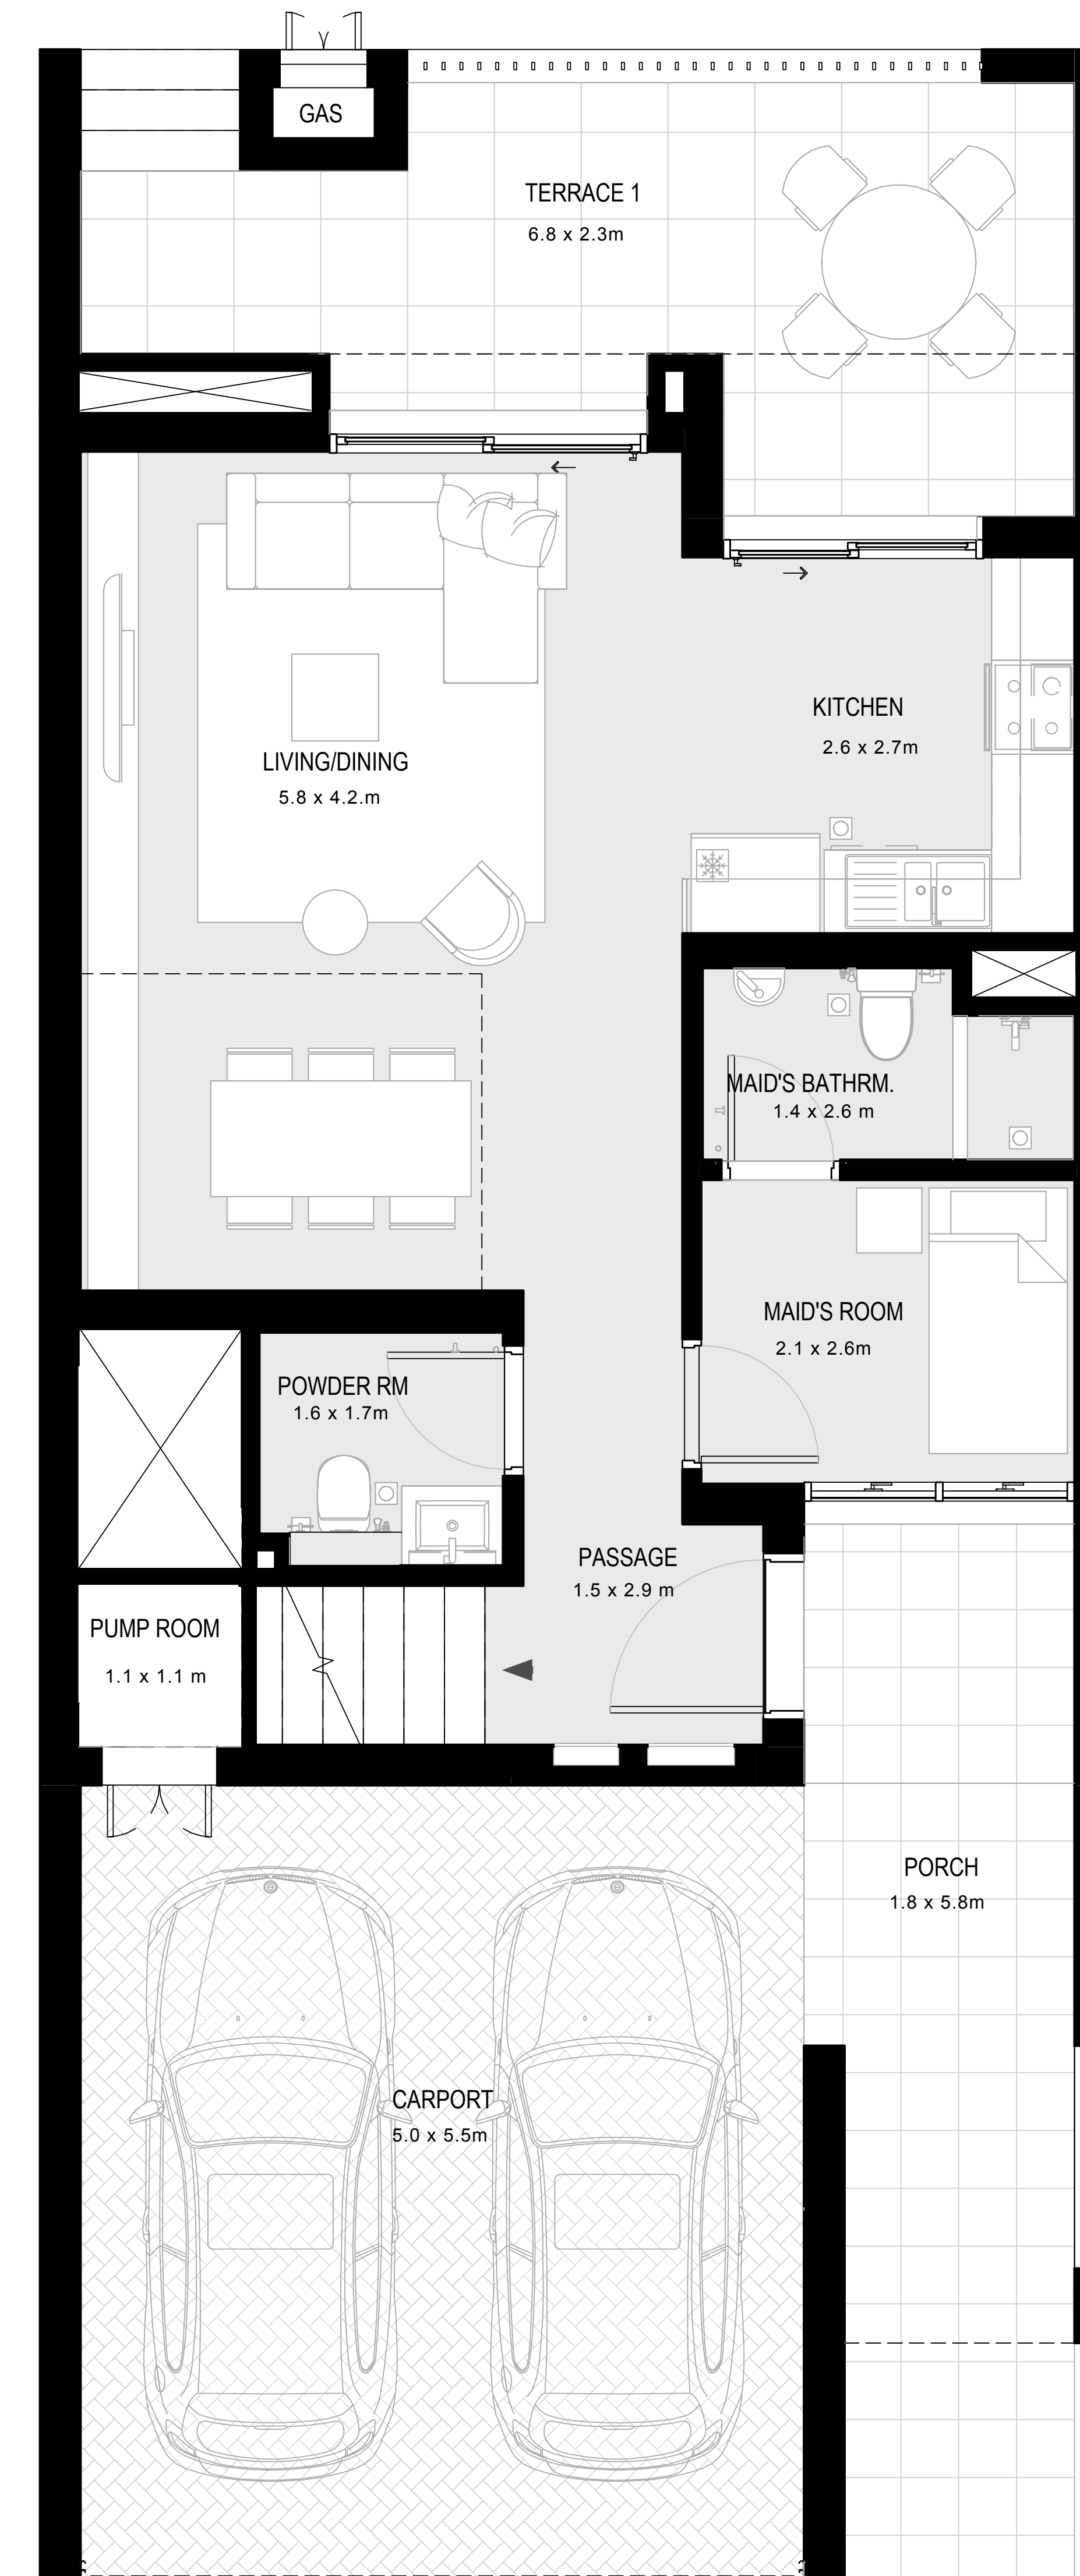 GAS
TERRACE 1
6.8 x 2.3m
KITCHEN
2.6 x 2.7m
LIVING/DINING
5.8 x 4.2.m
MAID'S BATHRM.
1.4 x 2.6 m
MAID'S ROOM
2.1 x 2.6m
POWDER RM
1.6 x 1.7m
PASSAGE
1.5 x 2.9 m
PUMP ROOM
1.1 x 1.1 m
PORCH
1.8 x 5.8m
CARPORT
5.0 x 5.5m